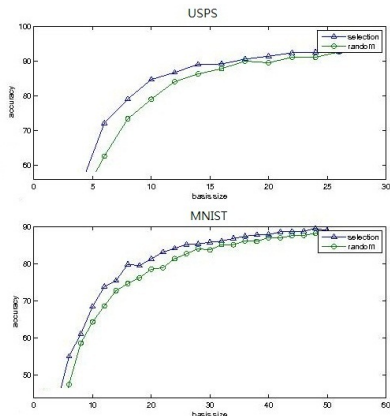 USPS
100
selection
random
90
80
70
60
accuracy
0 5 10 15 20 25 30
basis size
MNIST
90
selection
random
80
70
60
50
accuracy
0 10 20 30 40 50 60
basis size